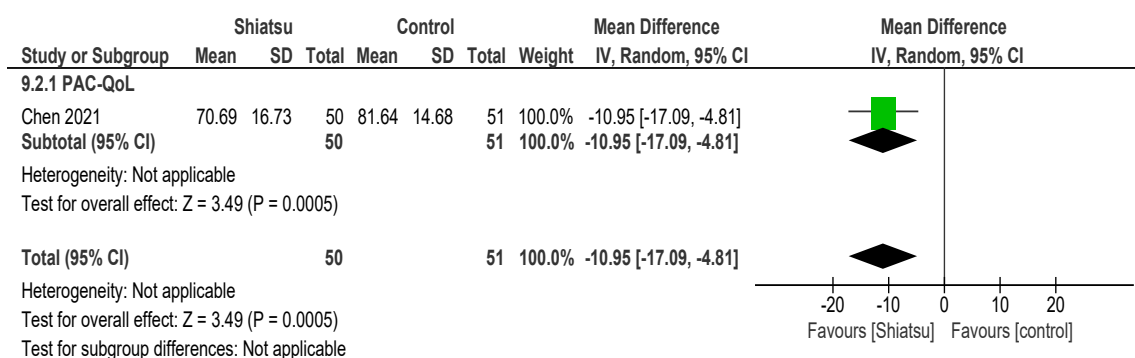 Shiatsu Control Mean Difference Mean Difference
Study or Subgroup Mean SD Total Mean SD Total Weight IV, Random, 95% CI IV, Random, 95% CI
9.2.1 PAC-QoL
Chen 2021 70.69 16.73 50 81.64 14.68 51 100.0% -10.95 [-17.09, -4.81]
Subtotal (95% CI) 50 51 100.0% -10.95 [-17.09, -4.81]
Heterogeneity: Not applicable
Test for overall effect: Z = 3.49 (P = 0.0005)
Total (95% CI) 50 51 100.0% -10.95 [-17.09, -4.81]
Heterogeneity: Not applicable
-20 -10 0 10 20
Test for overall effect: Z = 3.49 (P = 0.0005)
Favours [Shiatsu] Favours [control]
Test for subgroup differences: Not applicable